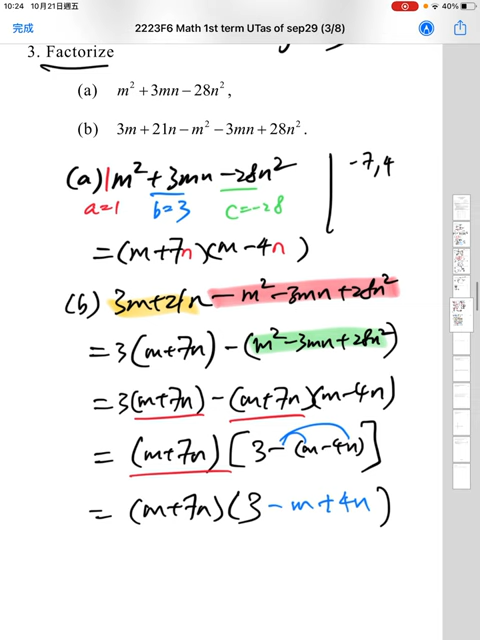 10:24 10月21日週五 40%
完成 2223F6 Math 1st term UTas of sep29 (3/8)
3. Factorize
(a) m² + 3mn − 28n²,
(b) 3m + 21n − m² − 3mn + 28n².
(a) 1m² + 3mn − 28n² | −7, 4
a=1 b=3 c=−28
= (m+7n)(m−4n)
(b) 3m+21n − m² − 3mn + 28n²
= 3(m+7n) − (m² − 3mn + 28n²)
= 3(m+7n) − (m+7n)(m−4n)
= (m+7n)[3 − (m−4n)]
= (m+7n)(3 − m + 4n)